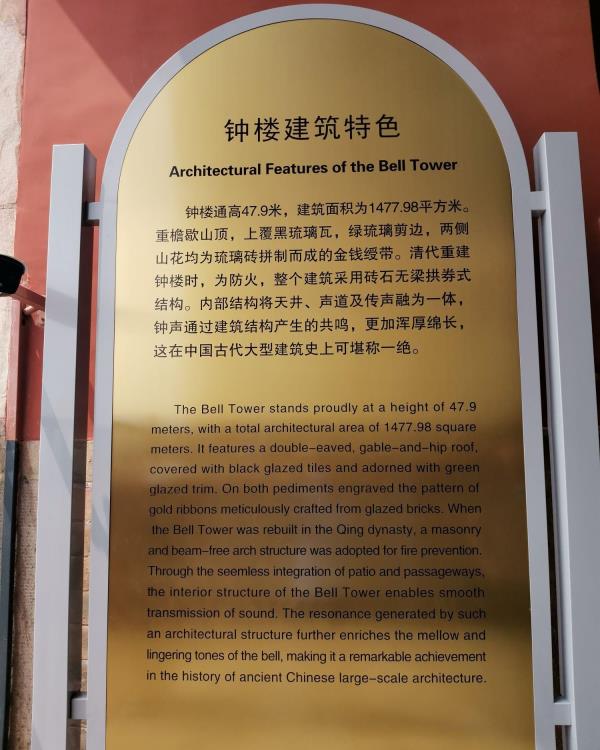 钟楼建筑特色
Architectural Features of the Bell Tower
钟楼通高47.9米，建筑面积为1477.98平方米。
重檐歇山顶，上覆黑琉璃瓦，绿琉璃剪边，两侧
山花均为琉璃砖拼制而成的金钱绶带。清代重建
钟楼时，为防火，整个建筑采用砖石无梁拱券式
结构。内部结构将天井、声道及传声融为一体，
钟声通过建筑结构产生的共鸣，更加浑厚绵长，
这在中国古代大型建筑史上可堪称一绝。
The Bell Tower stands proudly at a height of 47.9
meters, with a total architectural area of 1477.98 square
meters. It features a double-eaved, gable-and-hip roof,
covered with black glazed tiles and adorned with green
glazed trim. On both pediments engraved the pattern of
gold ribbons meticulously crafted from glazed bricks. When
the Bell Tower was rebuilt in the Qing dynasty, a masonry
and beam-free arch structure was adopted for fire prevention.
Through the seemless integration of patio and passageways,
the interior structure of the Bell Tower enables smooth
transmission of sound. The resonance generated by such
an architectural structure further enriches the mellow and
lingering tones of the bell, making it a remarkable achievement
in the history of ancient Chinese large-scale architecture.